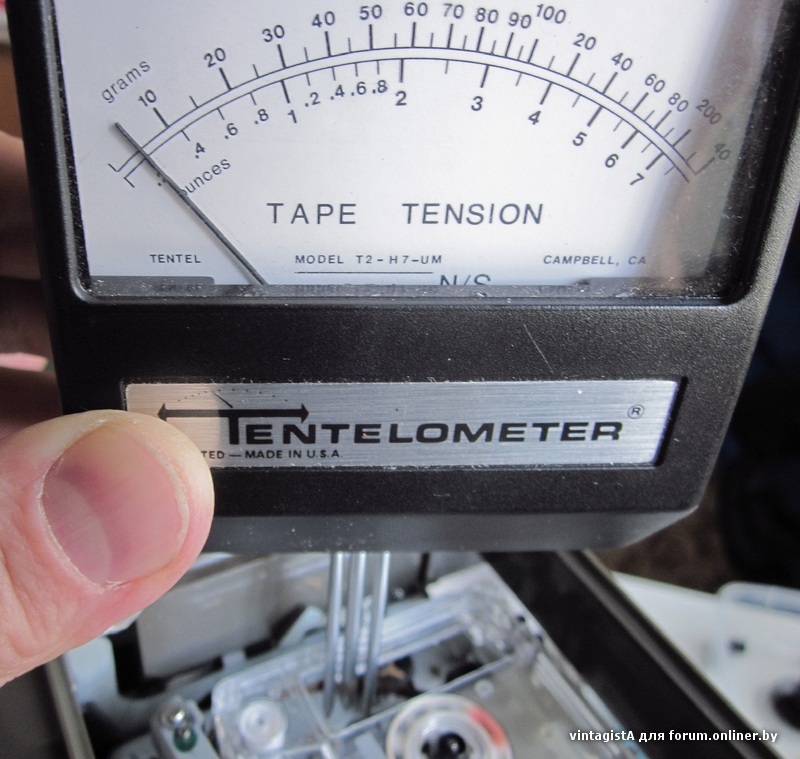 grams 10 20 30 40 50 60 70 80 90 100 20 40 60 80 200 40
ounces .4 .6 .8 1 .2 .4 .6 .8 2 3 4 5 6 7
TAPE TENSION
TENTEL MODEL T2-H7-UM CAMPBELL, CA
N/S
TENTELOMETER ®
TED — MADE IN U.S.A.
vintagistA для forum.onliner.by